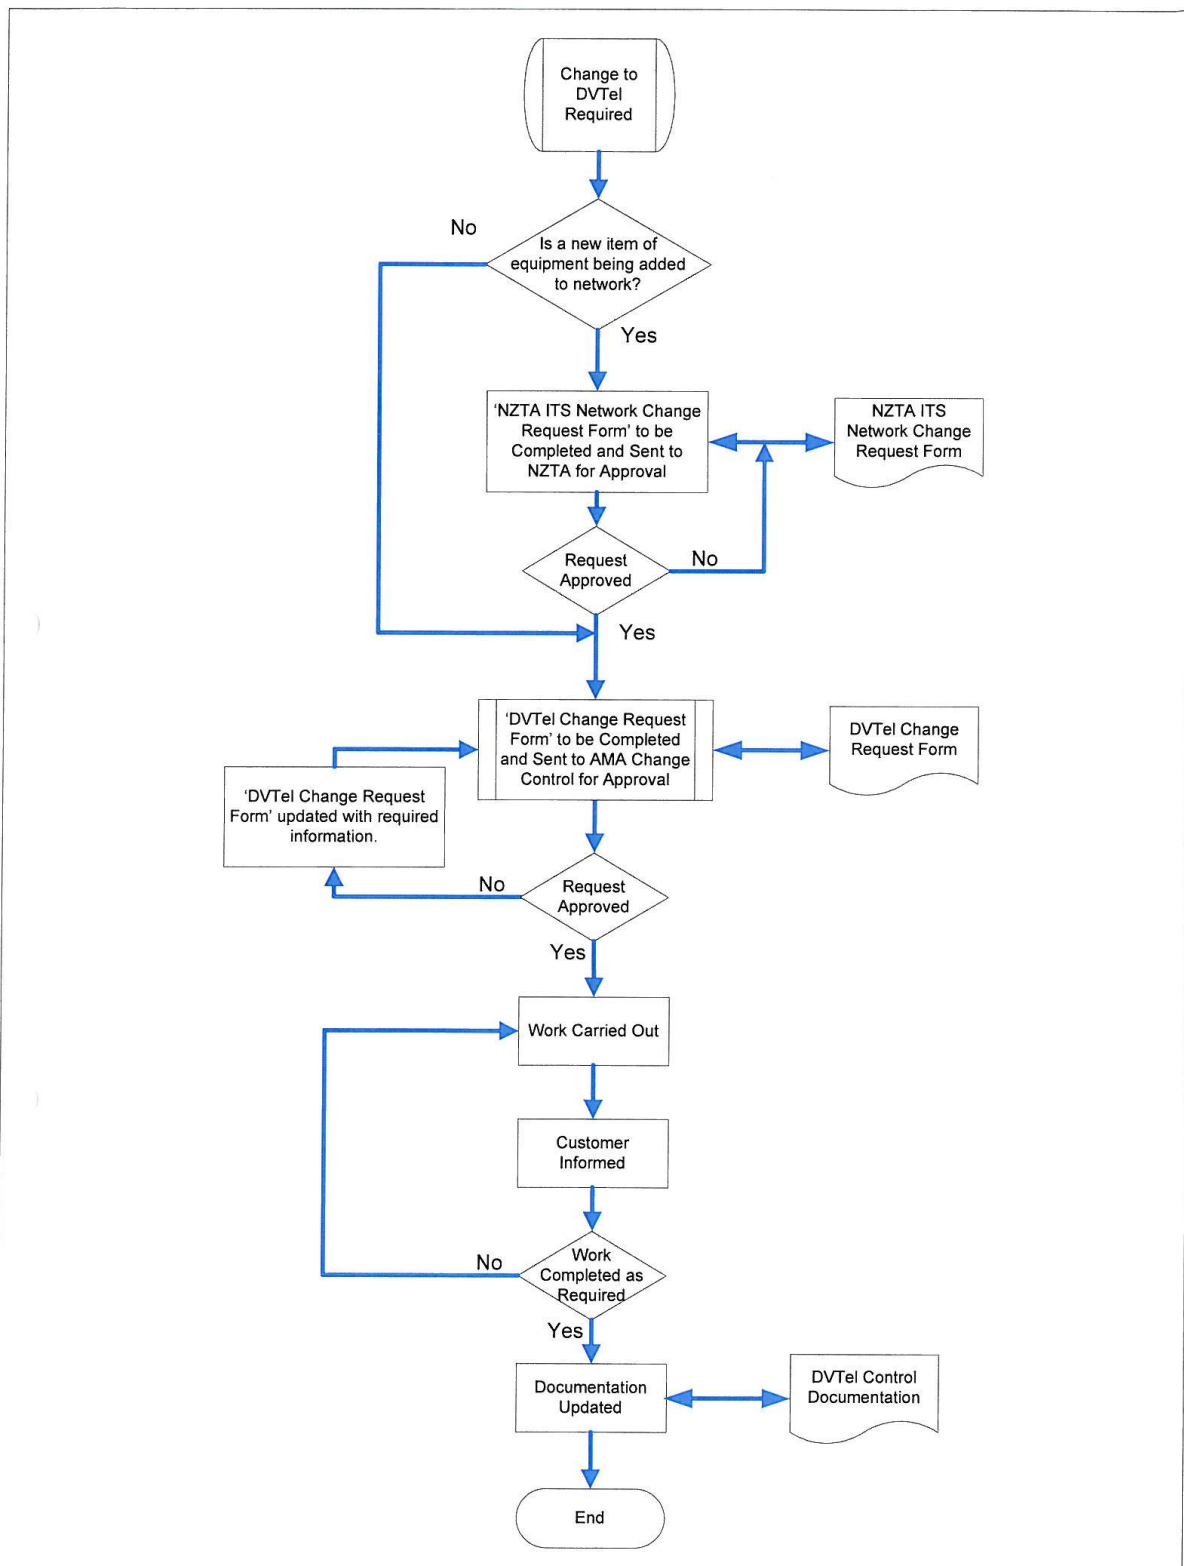 Change to
DVTel
Required
No
Is a new item of
equipment being added
to network?
Yes
‘NZTA ITS Network Change
Request Form’ to be
Completed and Sent to
NZTA for Approval
NZTA ITS
Network Change
Request Form
Request
Approved
No
Yes
‘DVTel Change Request
Form’ to be Completed
and Sent to AMA Change
Control for Approval
DVTel Change
Request Form
‘DVTel Change Request
Form’ updated with required
information.
No
Request
Approved
Yes
Work Carried Out
Customer
Informed
No
Work
Completed as
Required
Yes
Documentation
Updated
DVTel Control
Documentation
End